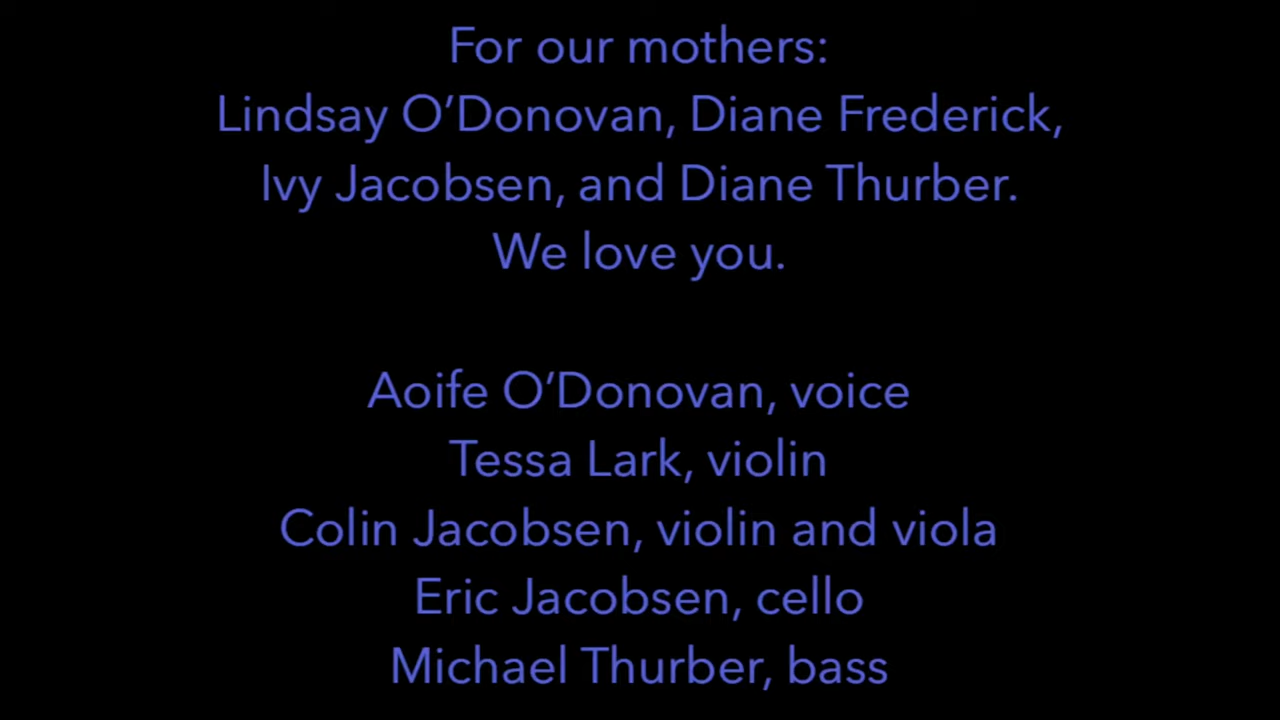 For our mothers:
Lindsay O’Donovan, Diane Frederick,
Ivy Jacobsen, and Diane Thurber.
We love you.
Aoife O’Donovan, voice
Tessa Lark, violin
Colin Jacobsen, violin and viola
Eric Jacobsen, cello
Michael Thurber, bass